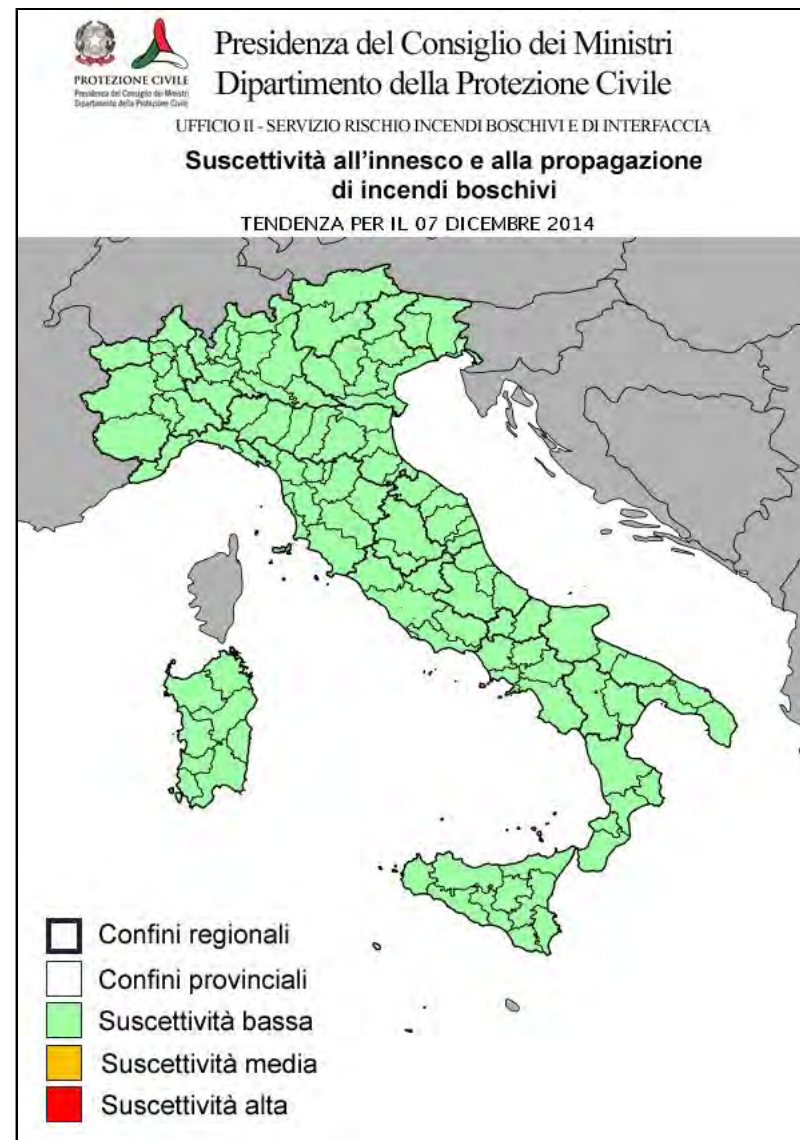 Presidenza del Consiglio dei Ministri
Dipartimento della Protezione Civile
PROTEZIONE CIVILE
Presidenza del Consiglio dei Ministri
Dipartimento della Protezione Civile
UFFICIO II - SERVIZIO RISCHIO INCENDI BOSCHIVI E DI INTERFACCIA
Suscettività all'innesco e alla propagazione
di incendi boschivi
TENDENZA PER IL 07 DICEMBRE 2014
Confini regionali
Confini provinciali
Suscettività bassa
Suscettività media
Suscettività alta